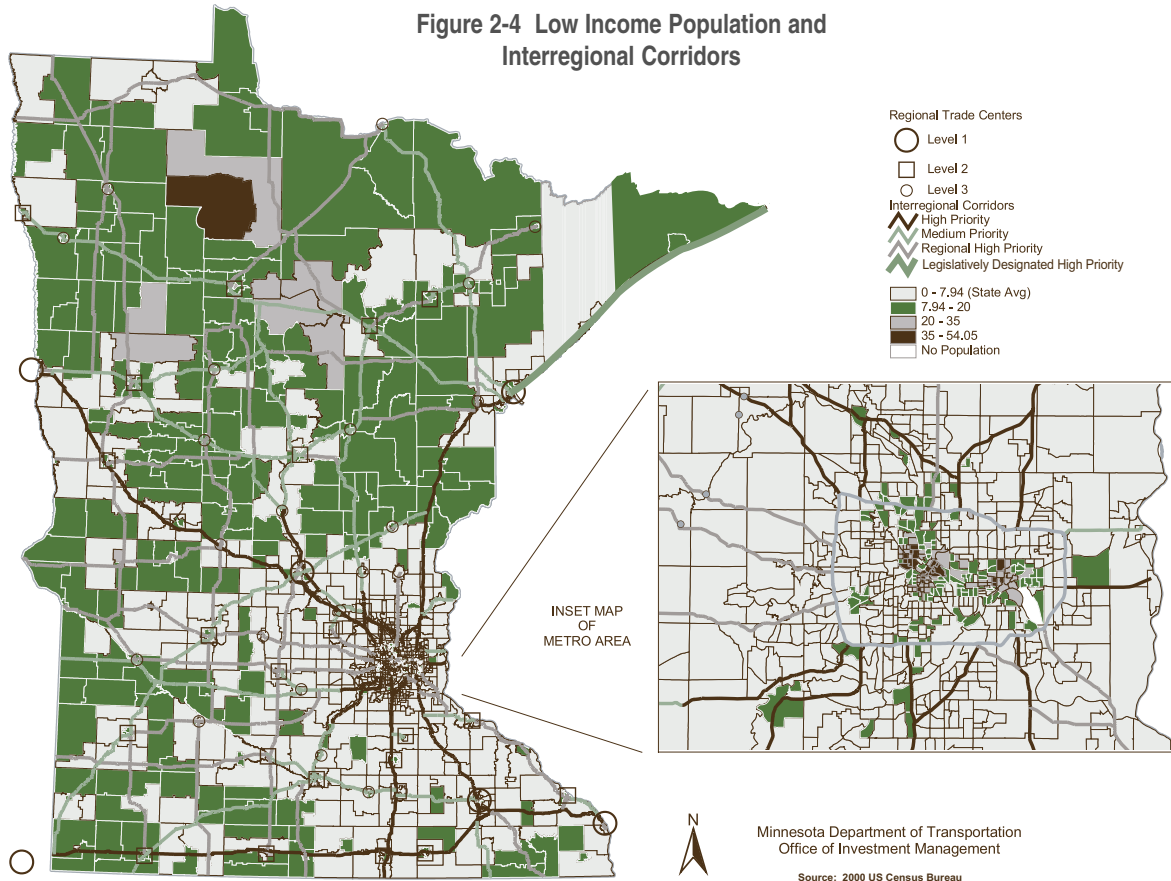 Figure 2-4 Low Income Population and
Interregional Corridors
Regional Trade Centers
Level 1
Level 2
Level 3
Interregional Corridors
High Priority
Medium Priority
Regional High Priority
Legislatively Designated High Priority
0 - 7.94 (State Avg)
7.94 - 20
20 - 35
35 - 54.05
No Population
INSET MAP
OF
METRO AREA
N
Minnesota Department of Transportation
Office of Investment Management
Source: 2000 US Census Bureau